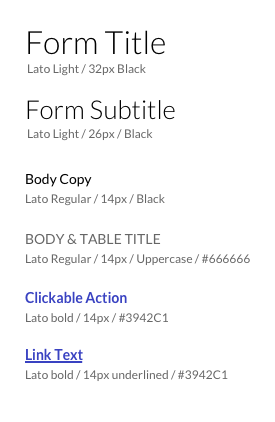 Form Title
Lato Light / 32px Black
Form Subtitle
Lato Light / 26px / Black
Body Copy
Lato Regular / 14px / Black
BODY & TABLE TITLE
Lato Regular / 14px / Uppercase / #666666
Clickable Action
Lato bold / 14px / #3942C1
Link Text
Lato bold / 14px underlined / #3942C1